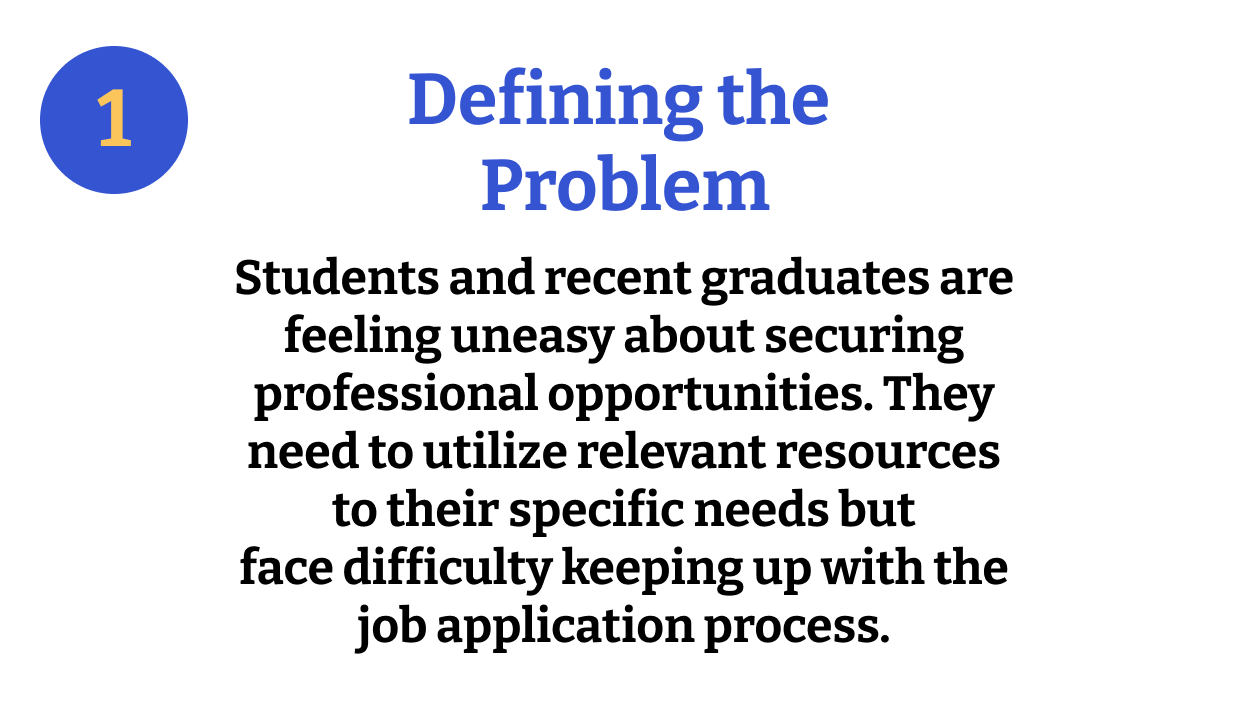 1
Defining the
Problem
Students and recent graduates are
feeling uneasy about securing
professional opportunities. They
need to utilize relevant resources
to their specific needs but
face difficulty keeping up with the
job application process.